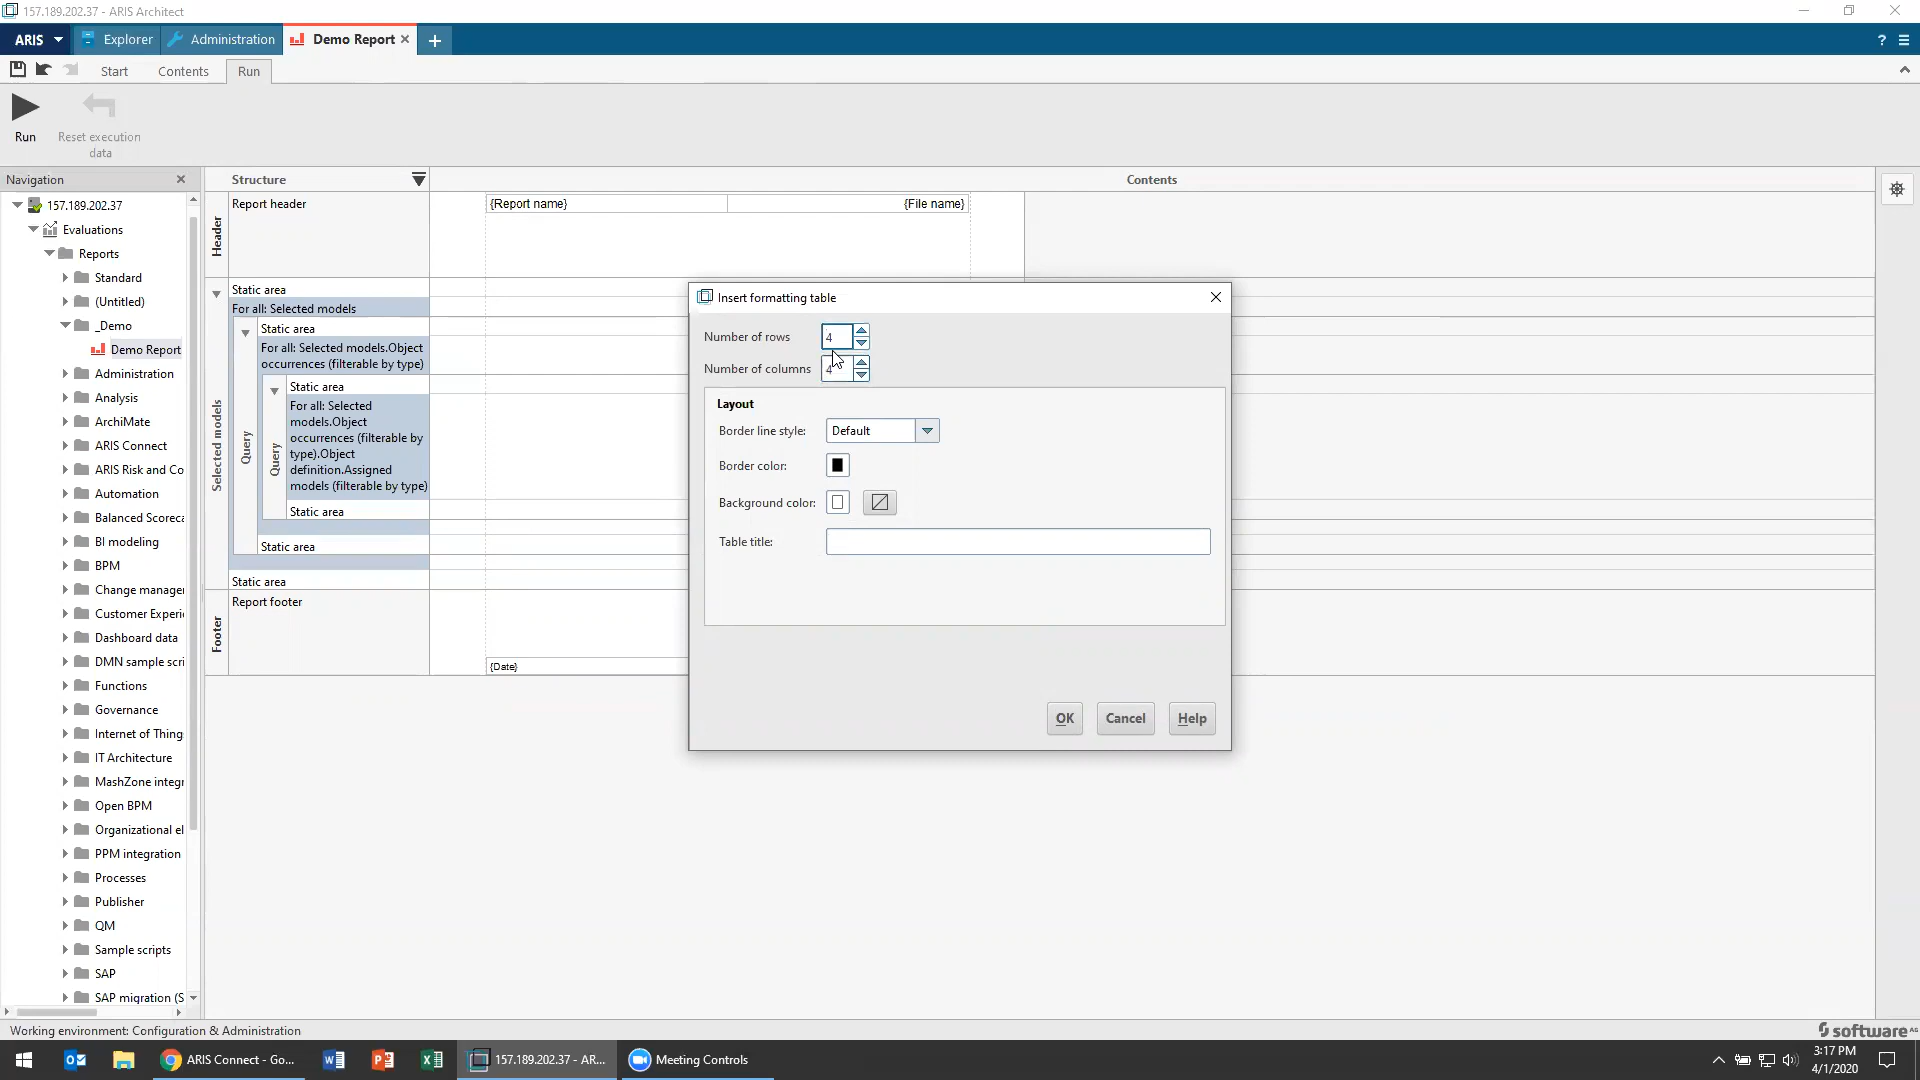 157.189.202.37 - ARIS Architect
ARIS
Explorer
Administration
Demo Report
Start
Contents
Run
Run
Reset execution
data
Navigation
157.189.202.37
Evaluations
Reports
Standard
(Untitled)
_Demo
Demo Report
Administration
Analysis
ArchiMate
ARIS Connect
ARIS Risk and Co
Automation
Balanced Scoreca
BI modeling
BPM
Change manager
Customer Experi
Dashboard data
DMN sample scri
Functions
Governance
Internet of Thing
IT Architecture
MashZone integr
Open BPM
Organizational el
PPM integration
Processes
Publisher
QM
Sample scripts
SAP
SAP migration (S
Structure
Contents
Header
Report header
{Report name}
{File name}
Selected models
Static area
For all: Selected models
Query
Static area
For all: Selected models.Object
occurrences (filterable by type)
Query
Static area
For all: Selected
models.Object
occurrences (filterable by
type).Object
definition.Assigned
models (filterable by type)
Static area
Static area
Static area
Footer
Report footer
{Date}
Insert formatting table
Number of rows
4
Number of columns
4
Layout
Border line style:
Default
Border color:
Background color:
Table title:
OK
Cancel
Help
Working environment: Configuration & Administration
software AG
ARIS Connect - Go...
157.189.202.37 - AR...
Meeting Controls
3:17 PM
4/1/2020